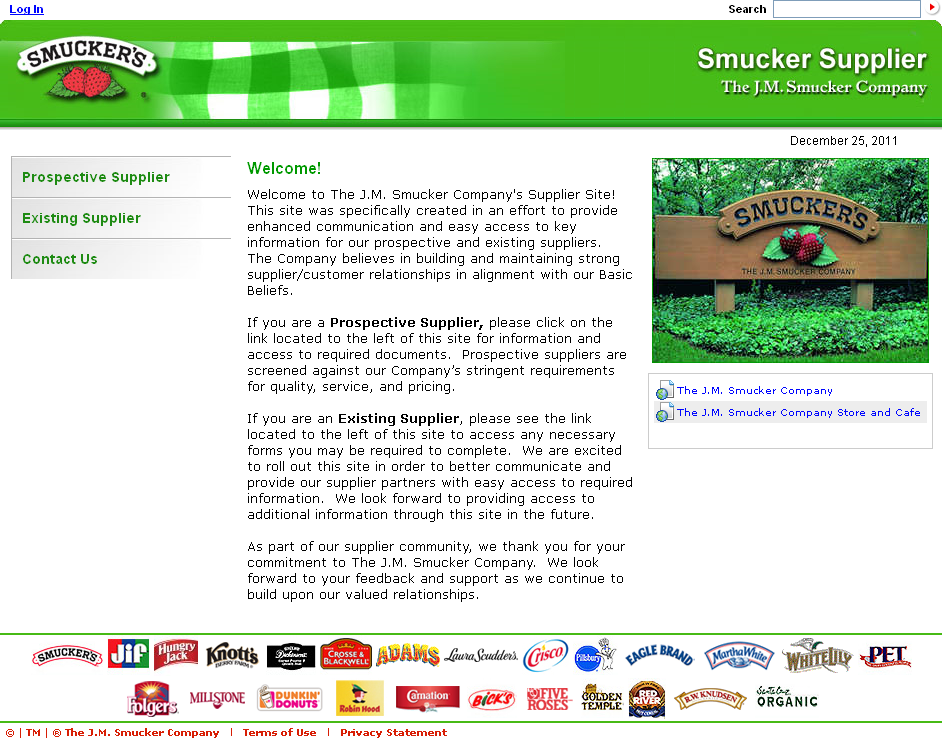 Log In
Search
SMUCKER'S
Smucker Supplier
The J.M. Smucker Company
December 25, 2011
Prospective Supplier
Existing Supplier
Contact Us
Welcome!
Welcome to The J.M. Smucker Company's Supplier Site!
This site was specifically created in an effort to provide
enhanced communication and easy access to key
information for our prospective and existing suppliers.
The Company believes in building and maintaining strong
supplier/customer relationships in alignment with our Basic
Beliefs.
If you are a Prospective Supplier, please click on the
link located to the left of this site for information and
access to required documents.  Prospective suppliers are
screened against our Company's stringent requirements
for quality, service, and pricing.
If you are an Existing Supplier, please see the link
located to the left of this site to access any necessary
forms you may be required to complete.  We are excited
to roll out this site in order to better communicate and
provide our supplier partners with easy access to required
information.  We look forward to providing access to
additional information through this site in the future.
As part of our supplier community, we thank you for your
commitment to The J.M. Smucker Company.  We look
forward to your feedback and support as we continue to
build upon our valued relationships.
SMUCKER'S
THE J.M. SMUCKER COMPANY
The J.M. Smucker Company
The J.M. Smucker Company Store and Cafe
SMUCKER'S JIF Hungry Jack Knott's BERRY FARM Dickinson's CROSSE & BLACKWELL ADAMS Laura Scudder's. Crisco Pillsbury EAGLE BRAND Martha White WHITE LILY PET
Folgers MILLSTONE DUNKIN' DONUTS Robin Hood Carnation BICK'S FIVE ROSES GOLDEN TEMPLE RED RIVER R.W. KNUDSEN Santa Cruz ORGANIC
© | TM | ® The J.M. Smucker Company | Terms of Use | Privacy Statement